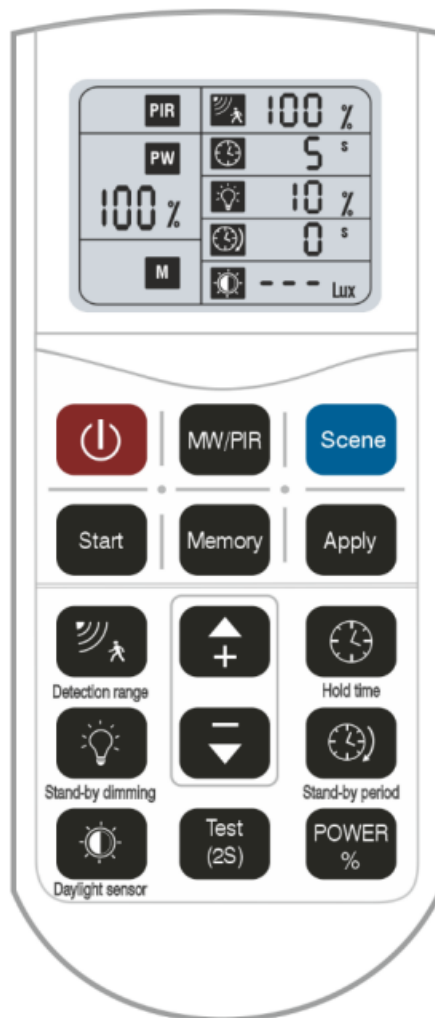 PIR
100 %
PW
5 s
100 %
10 %
0 s
M
--- Lux
MW/PIR
Scene
Start
Memory
Apply
+
Detection range
Hold time
−
Stand-by dimming
Stand-by period
Test
(2S)
POWER
%
Daylight sensor